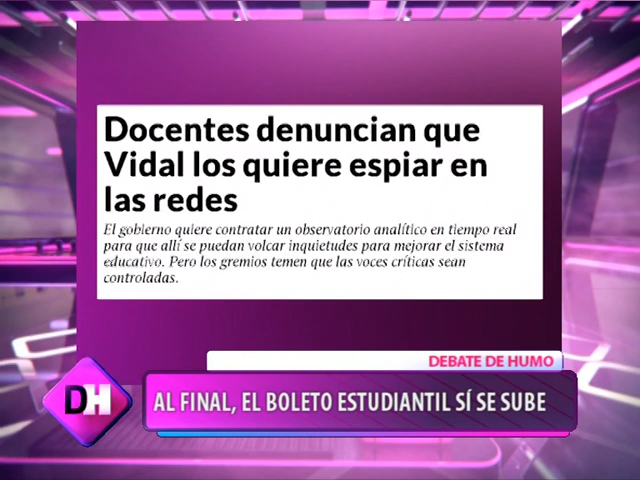 Docentes denuncian que
Vidal los quiere espiar en
las redes
El gobierno quiere contratar un observatorio analítico en tiempo real
para que allí se puedan volcar inquietudes para mejorar el sistema
educativo. Pero los gremios temen que las voces críticas sean
controladas.
DEBATE DE HUMO
DH
AL FINAL, EL BOLETO ESTUDIANTIL SÍ SE SUBE